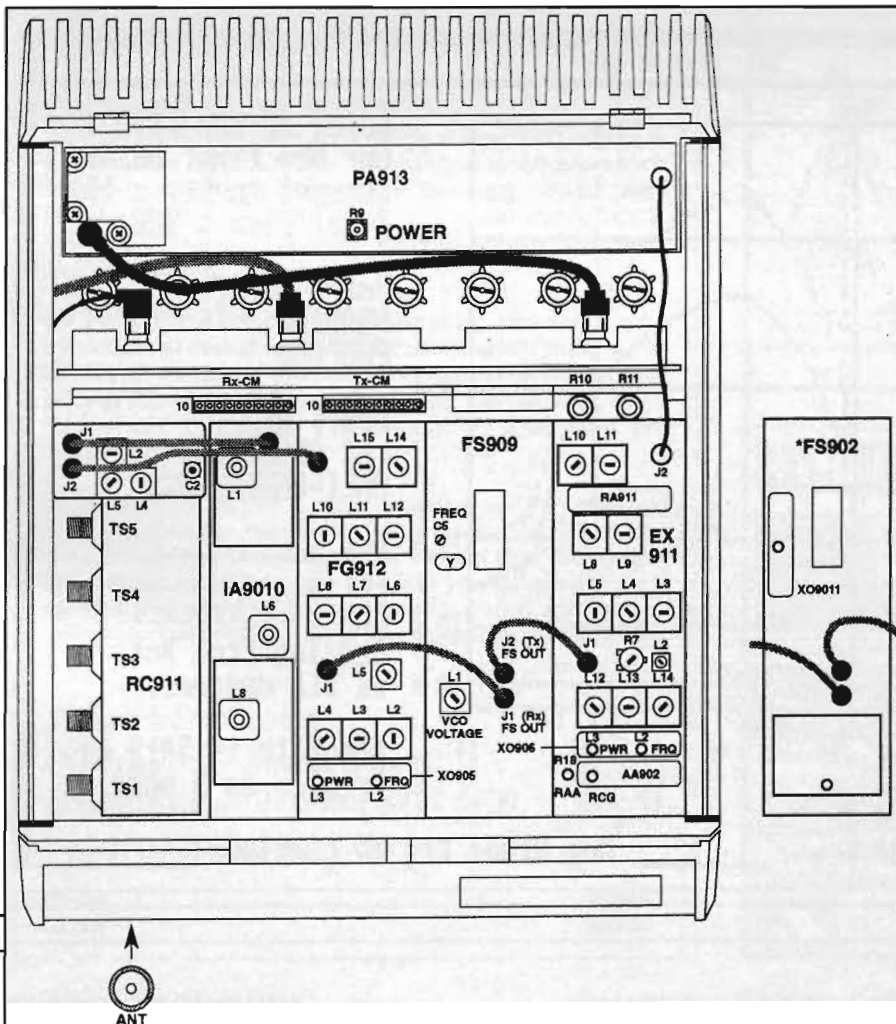 PA913
R9
POWER
Rx-CM
Tx-CM
R10
R11
10
10
J1
L2
J2
C2
L5
L4
L1
L15
L14
FS909
L10
L11
J2
*FS902
RA911
TS5
L10
L11
L12
FREQ
C5
Y
EX
911
FG912
L8
L9
XO9011
TS4
IA9010
L8
L7
L6
L5
L4
L3
L6
TS3
J2 (Tx)
FS OUT
J1
R7
L2
RC911
J1
L5
L1
L12
L13
L14
L8
VCO
VOLTAGE
J1 (Rx)
FS OUT
TS2
L4
L3
L2
XO906
L3
L2
PWR
FRQ
R18
AA902
TS1
PWR
FRQ
XO905
RAA
RCG
L3
L2
ANT